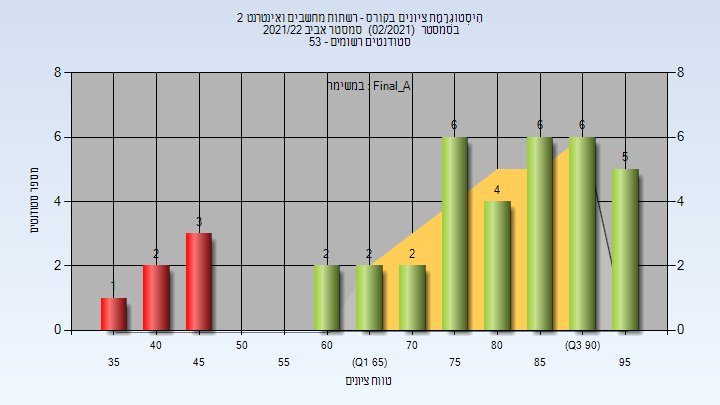 הִיסְטוֹגְרָמַת ציונים בקורס - רשתות מחשבים ואינטרנט 2
בסמסטר (02/2021) סמסטר אביב 2021/22
סטודנטים רשומים - 53
במשימה : Final_A
8 8
6 6
4 4
2 2
0 0
1 2 3 2 2 2 6 4 6 6 5
מספר סטודנטים
40 50 60 70 80 (Q3 90)
35 45 55 (Q1 65) 75 85 95
טווח ציונים